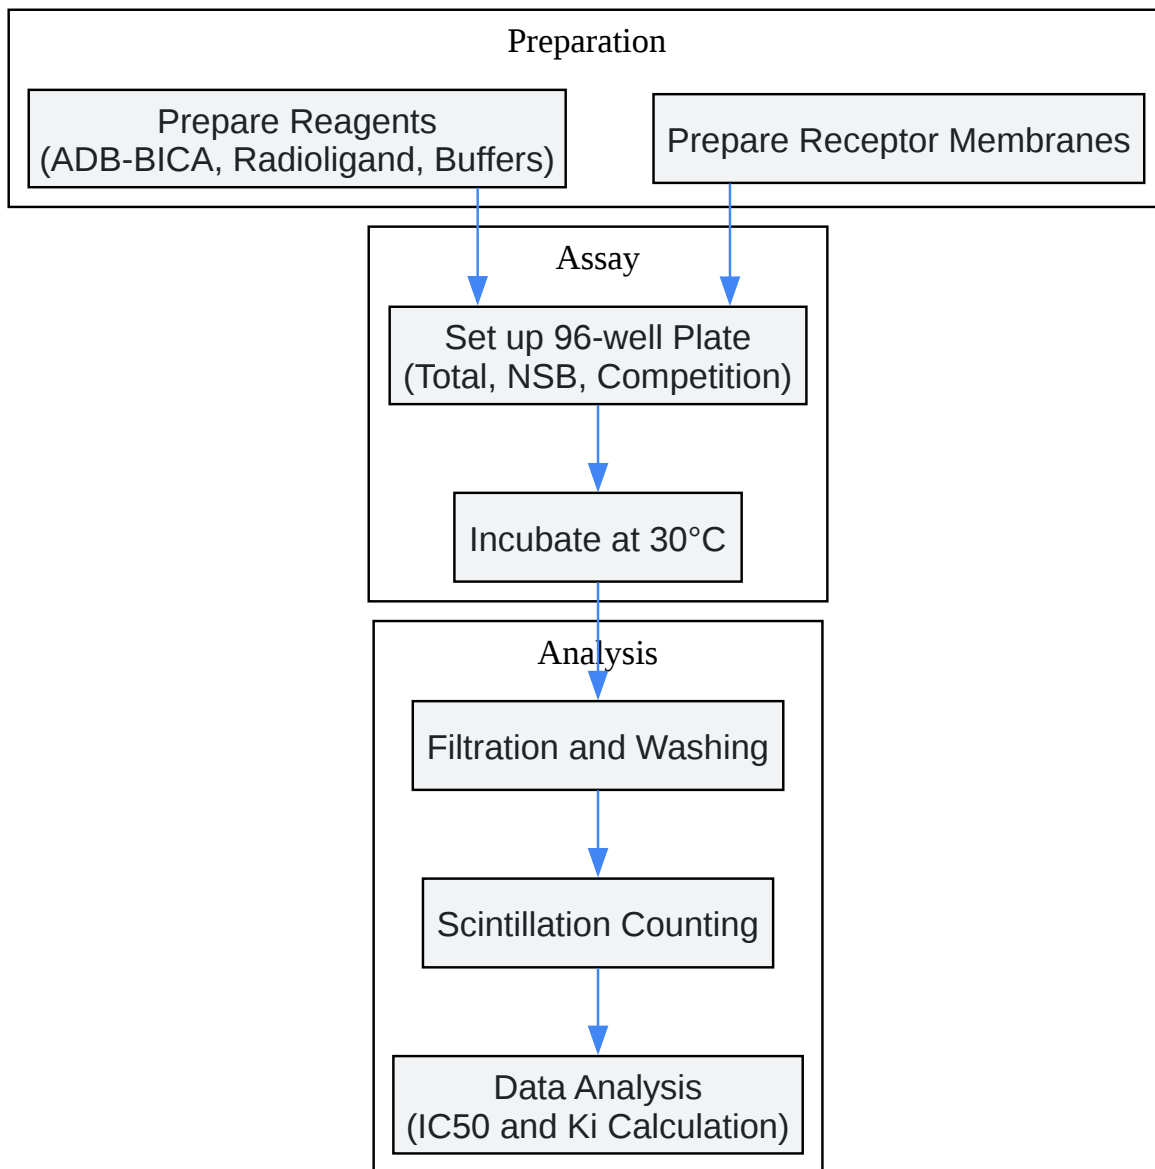 Preparation
Prepare Reagents
(ADB-BICA, Radioligand, Buffers)
Prepare Receptor Membranes
Assay
Set up 96-well Plate
(Total, NSB, Competition)
Incubate at 30°C
Analysis
Filtration and Washing
Scintillation Counting
Data Analysis
(IC50 and Ki Calculation)